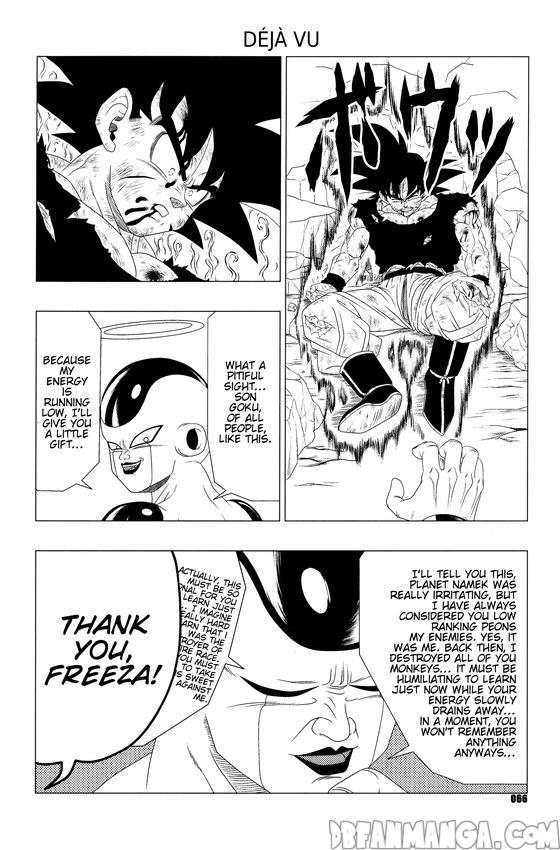 DÉJÀ VU
WHAT A
PITIFUL
SIGHT...
SON
GOKU,
OF ALL
PEOPLE,
LIKE THIS.
BECAUSE
MY
ENERGY
IS
RUNNING
LOW, I'LL
GIVE YOU
A LITTLE
GIFT...
I'LL TELL YOU THIS,
PLANET NAMEK WAS
REALLY IRRITATING, BUT
I HAVE ALWAYS
CONSIDERED YOU LOW
RANKING PEONS
MY ENEMIES. YES, IT
WAS ME. BACK THEN, I
DESTROYED ALL OF YOU
MONKEYS... IT MUST BE
HUMILIATING TO LEARN
JUST NOW WHILE YOUR
ENERGY SLOWLY
DRAINS AWAY...
IN A MOMENT, YOU
WON'T REMEMBER
ANYTHING
ANYWAYS...
ACTUALLY, THIS
MUST BE SO
FOR YOU
LEARN JUST
... I IMAGINE
HARD
THAT I
WAS THE
OF
RACE.
MUST
TO TAKE
SWEET
AGAINST
ME.
THANK
YOU,
FREEZA!
066
DBFANMANGA.COM